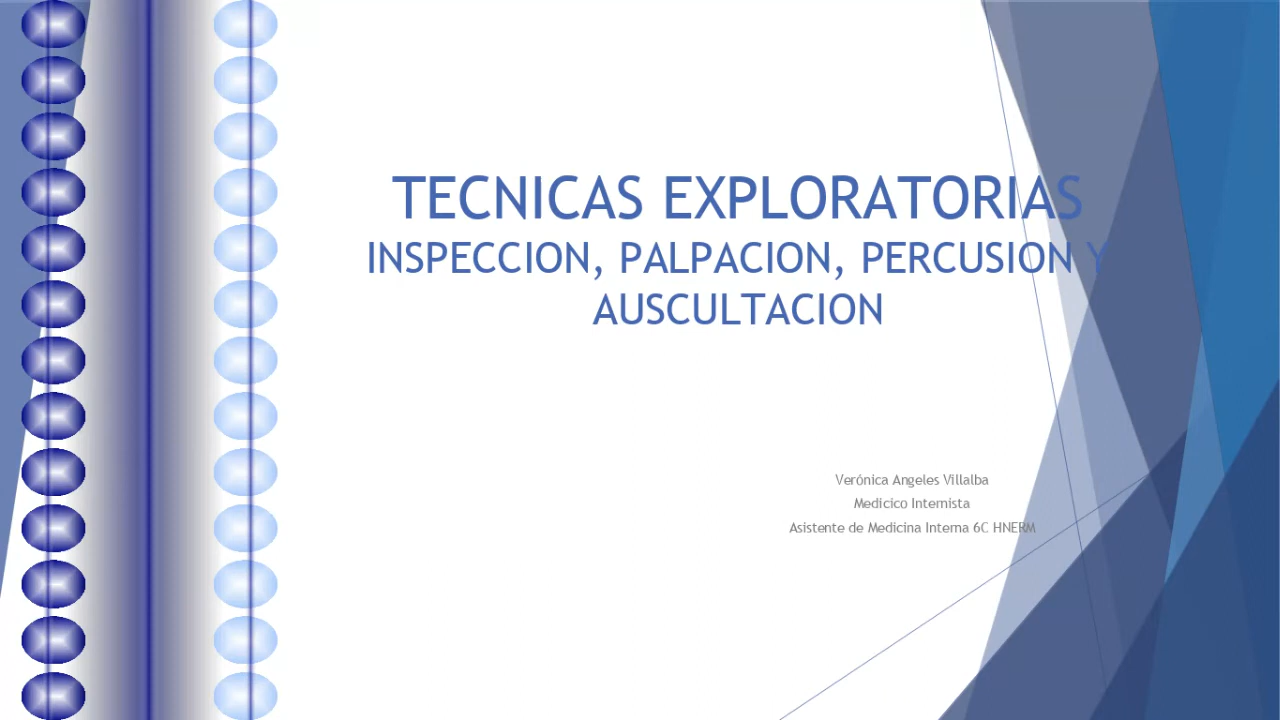 TECNICAS EXPLORATORIAS
INSPECCION, PALPACION, PERCUSION Y
AUSCULTACION
Verónica Angeles Villalba
Medicico Internista
Asistente de Medicina Interna 6C HNERM